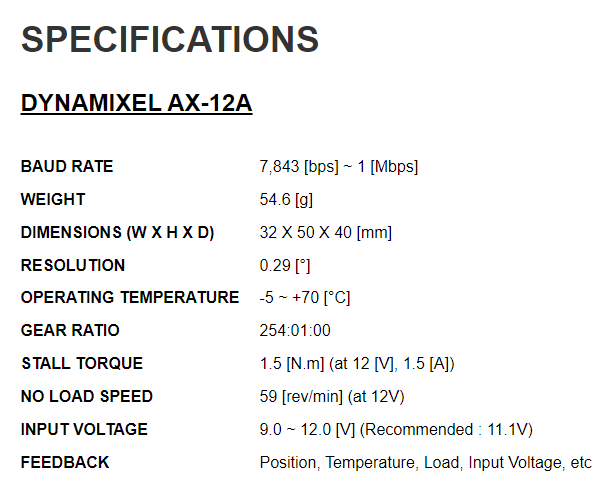 SPECIFICATIONS
DYNAMIXEL AX-12A
BAUD RATE 7,843 [bps] ~ 1 [Mbps]
WEIGHT 54.6 [g]
DIMENSIONS (W X H X D) 32 X 50 X 40 [mm]
RESOLUTION 0.29 [°]
OPERATING TEMPERATURE -5 ~ +70 [°C]
GEAR RATIO 254:01:00
STALL TORQUE 1.5 [N.m] (at 12 [V], 1.5 [A])
NO LOAD SPEED 59 [rev/min] (at 12V)
INPUT VOLTAGE 9.0 ~ 12.0 [V] (Recommended : 11.1V)
FEEDBACK Position, Temperature, Load, Input Voltage, etc